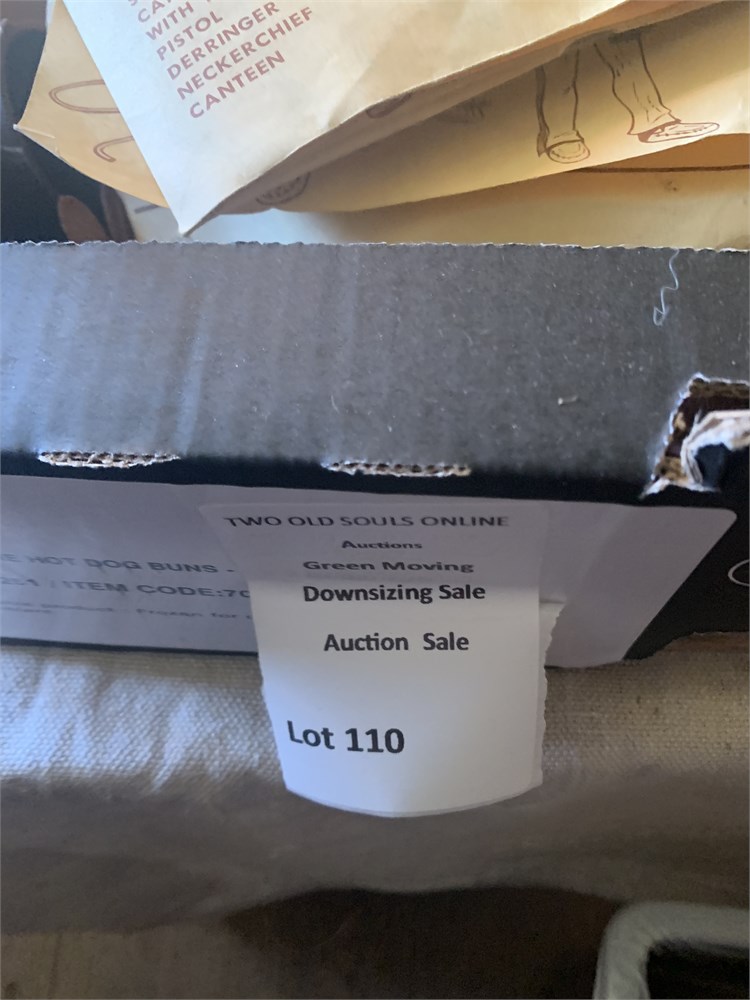 WITH
PISTOL
DERRINGER
NECKERCHIEF
CANTEEN
TWO OLD SOULS ONLINE
Auctions
Green Moving
Downsizing Sale
Auction Sale
Lot 110
HOT DOG BUNS -
/ ITEM CODE:70